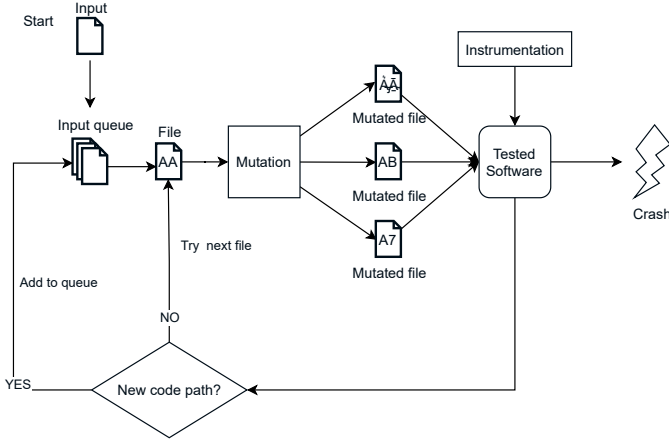 Start
Input
Input queue
File
AA
Mutation
ÀĀ̰
Mutated file
AB
Mutated file
A7
Mutated file
Instrumentation
Tested
Software
Crash
Try next file
Add to queue
NO
YES
New code path?